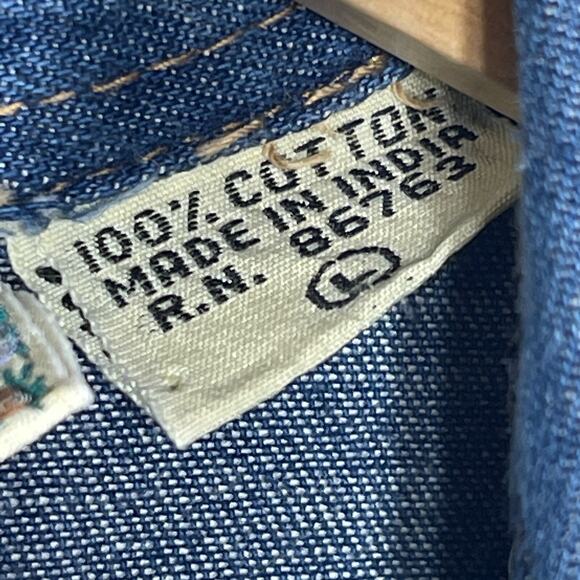 100% COTTON
MADE IN INDIA
R.N. 86763
L